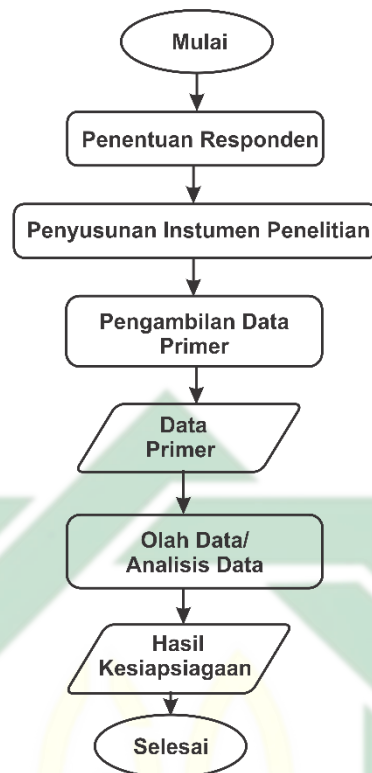 Mulai
Penentuan Responden
Penyusunan Instumen Penelitian
Pengambilan Data
Primer
Data
Primer
Olah Data/
Analisis Data
Hasil
Kesiapsiagaan
Selesai